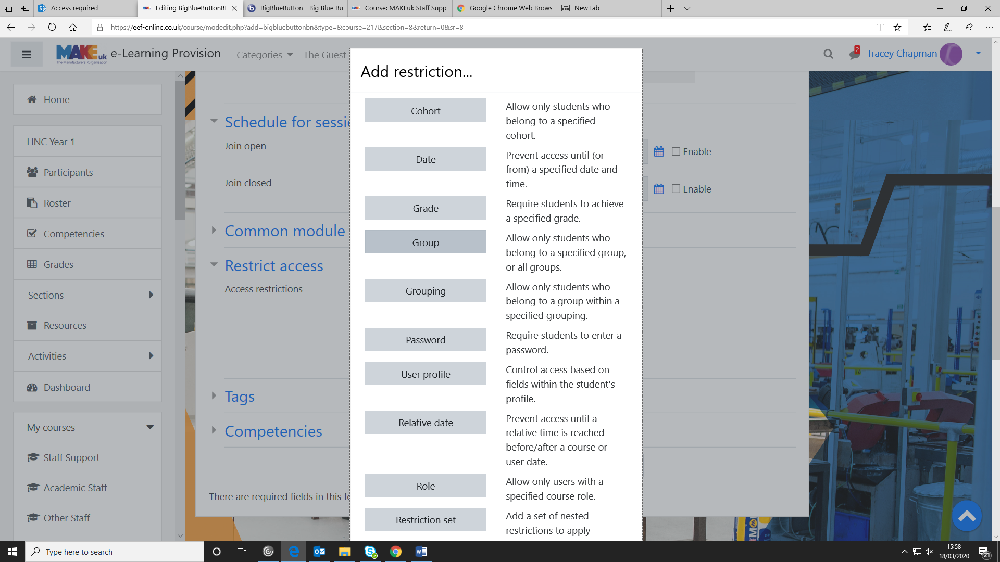 Access required
Editing BigBlueButtonBI
BigBlueButton - Big Blue Bu
Course: MAKEuk Staff Supp
Google Chrome Web Brows
New tab
https://eef-online.co.uk/course/modedit.php?add=bigbluebuttonbn&type=&course=217&section=8&return=0&sr=8
MAKEuk
The Manufacturers' Organisation
e-Learning Provision
Categories
The Guest
2
Tracey Chapman
Home
HNC Year 1
Participants
Roster
Competencies
Grades
Sections
Resources
Activities
Dashboard
My courses
Staff Support
Academic Staff
Other Staff
Schedule for sessi
Join open
Enable
Join closed
Enable
Common module
Restrict access
Access restrictions
Tags
Competencies
There are required fields in this fo
Add restriction...
Cohort
Allow only students who
belong to a specified
cohort.
Date
Prevent access until (or
from) a specified date and
time.
Grade
Require students to achieve
a specified grade.
Group
Allow only students who
belong to a specified group,
or all groups.
Grouping
Allow only students who
belong to a group within a
specified grouping.
Password
Require students to enter a
password.
User profile
Control access based on
fields within the student's
profile.
Relative date
Prevent access until a
relative time is reached
before/after a course or
user date.
Role
Allow only users with a
specified course role.
Restriction set
Add a set of nested
restrictions to apply
Type here to search
15:58
18/03/2020
21